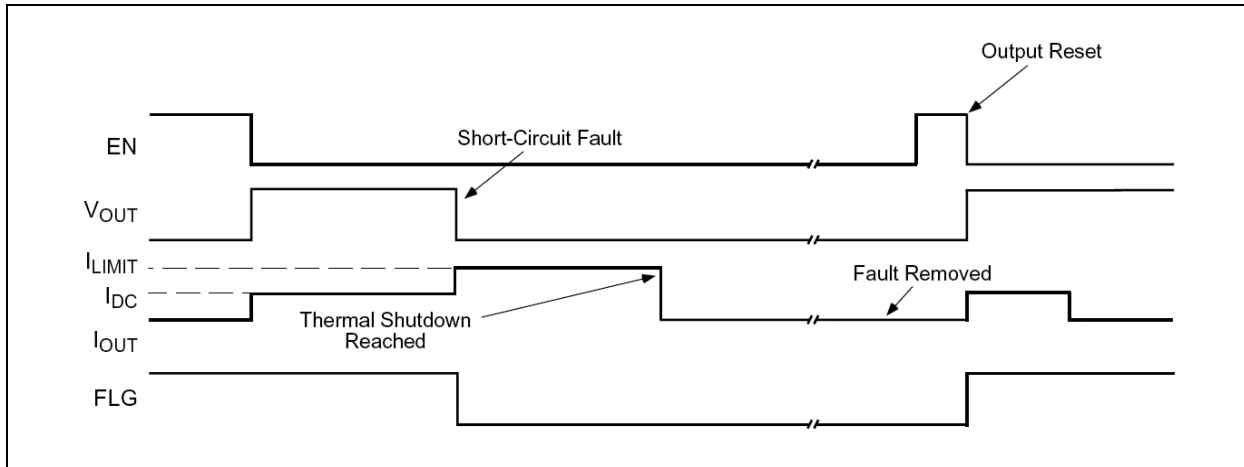 Output Reset
EN
Short-Circuit Fault
VOUT
ILIMIT
IDC
Fault Removed
Thermal Shutdown
Reached
IOUT
FLG